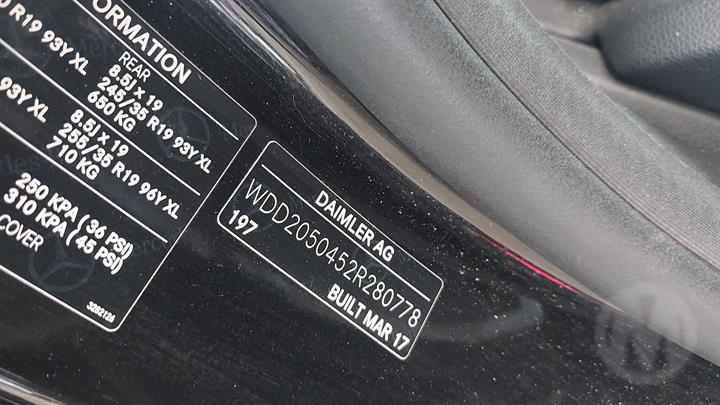 FORMATION
REAR
R19 93Y XL
8.5J x 19
245/35 R19 93Y XL
650 KG
93Y XL
8.5J x 19
255/35 R19 96Y XL
710 KG
250 KPA ( 36 PSI)
310 KPA ( 45 PSI)
COVER
3282126
DAIMLER AG
WDD2050452R280778
197
BUILT MAR 17
M